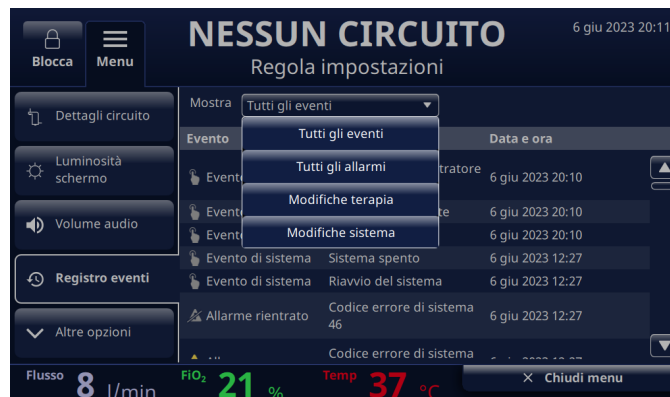 NESSUN CIRCUITO
6 giu 2023 20:11
Blocca
Menu
Regola impostazioni
Dettagli circuito
Luminosità
schermo
Volume audio
Registro eventi
Altre opzioni
Mostra
Tutti gli eventi
Evento
Data e ora
Tutti gli eventi
Tutti gli allarmi
Modifiche terapia
Modifiche sistema
6 giu 2023 20:10
6 giu 2023 20:10
6 giu 2023 20:10
Evento di sistema Sistema spento 6 giu 2023 12:27
Evento di sistema Riavvio del sistema 6 giu 2023 12:27
Allarme rientrato Codice errore di sistema 46 6 giu 2023 12:27
Codice errore di sistema
Flusso 8 l/min
FiO₂ 21 %
Temp 37 °C
Chiudi menu